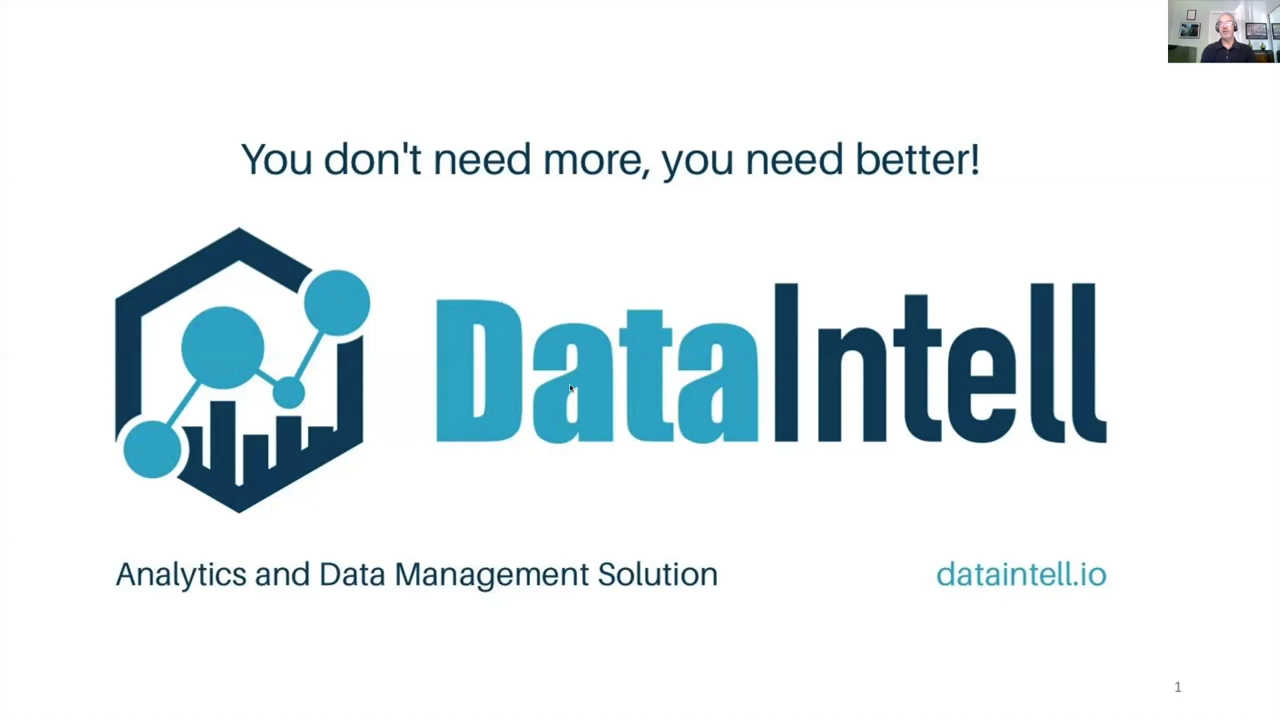 You don't need more, you need better!
DataIntell
Analytics and Data Management Solution
dataintell.io
1